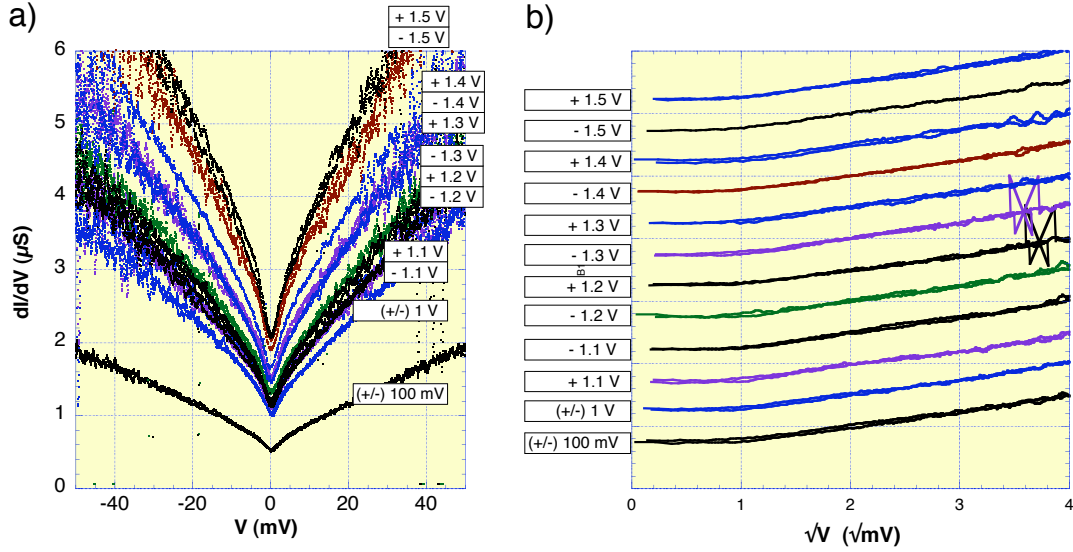 a)
+ 1.5 V
- 1.5 V
+ 1.4 V
- 1.4 V
+ 1.3 V
- 1.3 V
+ 1.2 V
- 1.2 V
+ 1.1 V
- 1.1 V
(+/-) 1 V
(+/-) 100 mV
6
5
4
3
2
1
0
dI/dV (µS)
-40
-20
0
20
40
V (mV)
b)
+ 1.5 V
- 1.5 V
+ 1.4 V
- 1.4 V
+ 1.3 V
- 1.3 V
B1
+ 1.2 V
- 1.2 V
- 1.1 V
+ 1.1 V
(+/-) 1 V
(+/-) 100 mV
0
1
2
3
4
√V (√mV)